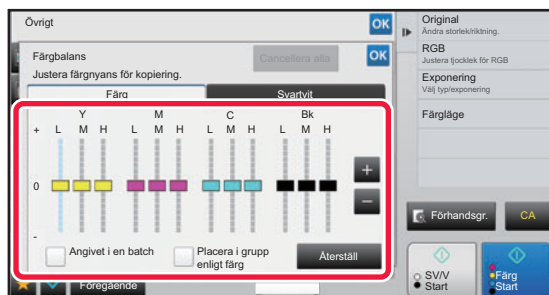 Övrigt
OK
Färgbalans
Cancellera alla
OK
Justera färgnyans för kopiering.
Färg
Svartvit
Y
M
C
Bk
+
L
M
H
L
M
H
L
M
H
L
M
H
0
+
-
-
Angivet i en batch
Placera i grupp
enligt färg
Återställ
Föregående
Original
Ändra storlek/riktning.
RGB
Justera tjocklek för RGB
Exponering
Välj typ/exponering
Färgläge
Förhandsgr.
CA
SV/V
Start
Färg
Start